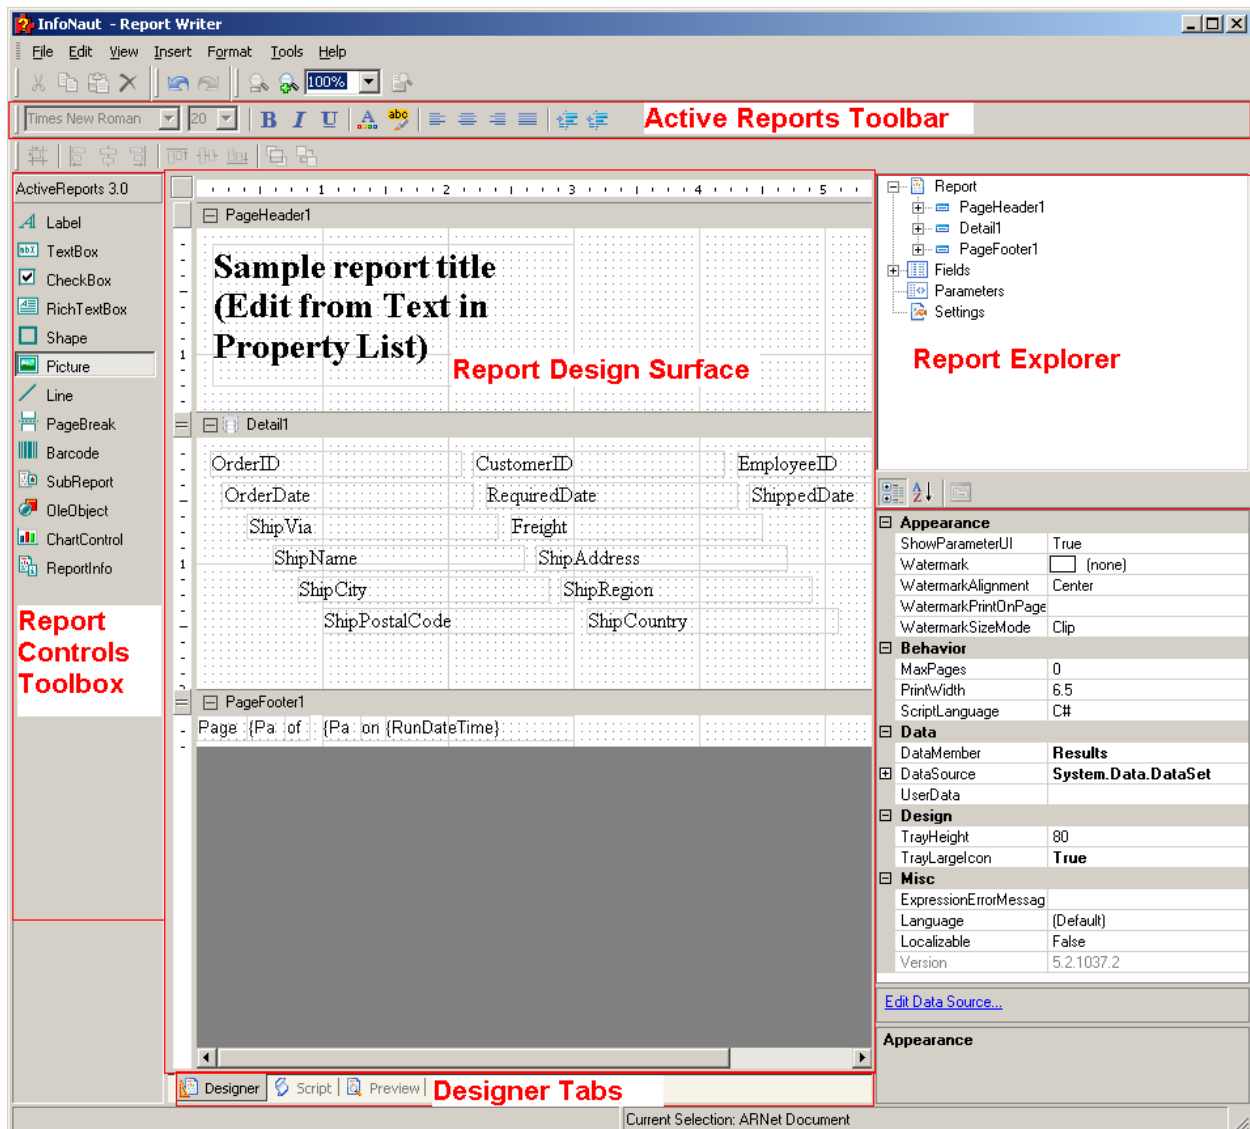 InfoNaut - Report Writer
File Edit View Insert Format Tools Help
100%
Times New Roman 20 B I U A abc Active Reports Toolbar
ActiveReports 3.0
Label
TextBox
CheckBox
RichTextBox
Shape
Picture
Line
PageBreak
Barcode
SubReport
OleObject
ChartControl
ReportInfo
Report
Controls
Toolbox
1 2 3 4 5
PageHeader1
Sample report title
(Edit from Text in
Property List)
1
Report Design Surface
Detail1
OrderID CustomerID EmployeeID
OrderDate RequiredDate ShippedDate
ShipVia Freight
ShipName ShipAddress
1
ShipCity ShipRegion
ShipPostalCode ShipCountry
PageFooter1
Page {Pa of {Pa on {RunDateTime}
Designer Script Preview Designer Tabs
Report
PageHeader1
Detail1
PageFooter1
Fields
Parameters
Settings
Report Explorer
Appearance
ShowParameterUI True
Watermark (none)
WatermarkAlignment Center
WatermarkPrintOnPage
WatermarkSizeMode Clip
Behavior
MaxPages 0
PrintWidth 6.5
ScriptLanguage C#
Data
DataMember Results
DataSource System.Data.DataSet
UserData
Design
TrayHeight 80
TrayLargeIcon True
Misc
ExpressionErrorMessag
Language (Default)
Localizable False
Version 5.2.1037.2
Edit Data Source...
Appearance
Current Selection: ARNet Document